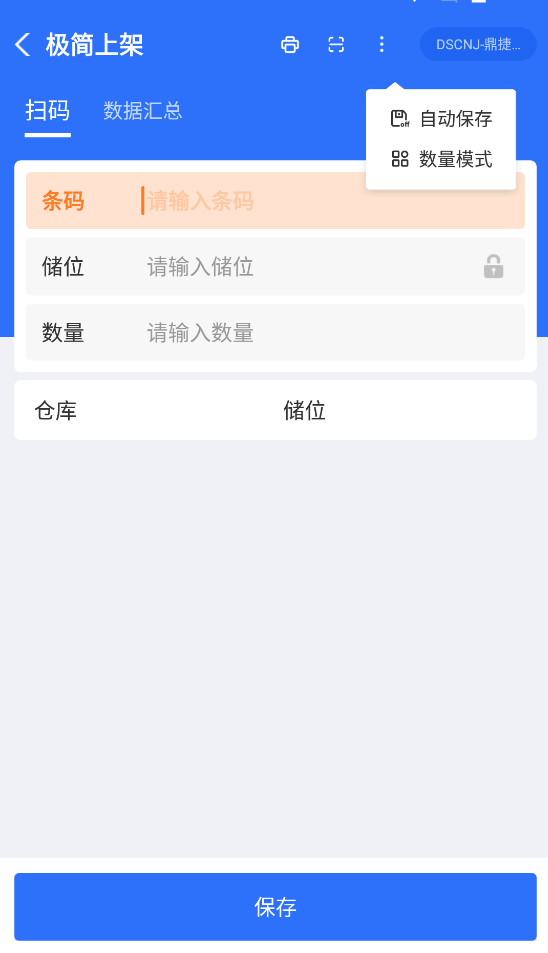 极简上架
DSCNJ-鼎捷...
扫码 数据汇总
off 自动保存
数量模式
条码 请输入条码
储位 请输入储位
数量 请输入数量
仓库 储位
保存